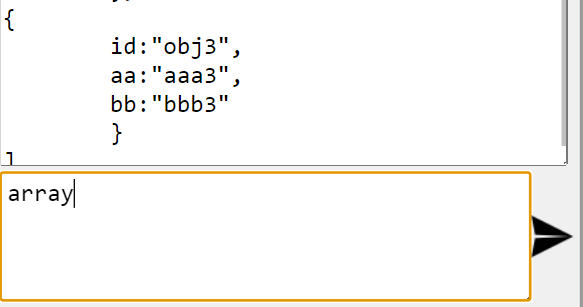 {
id:"obj3",
aa:"aaa3",
bb:"bbb3"
}
]
array